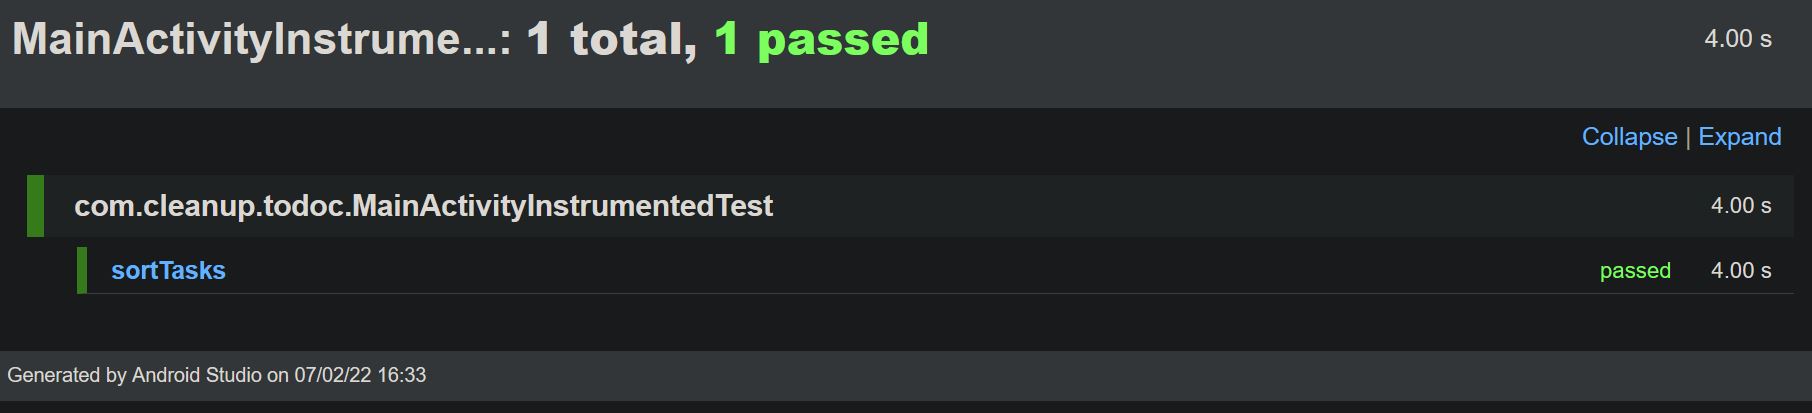 MainActivityInstrume...: 1 total, 1 passed 4.00 s
Collapse | Expand
com.cleanup.todoc.MainActivityInstrumentedTest 4.00 s
sortTasks passed 4.00 s
Generated by Android Studio on 07/02/22 16:33